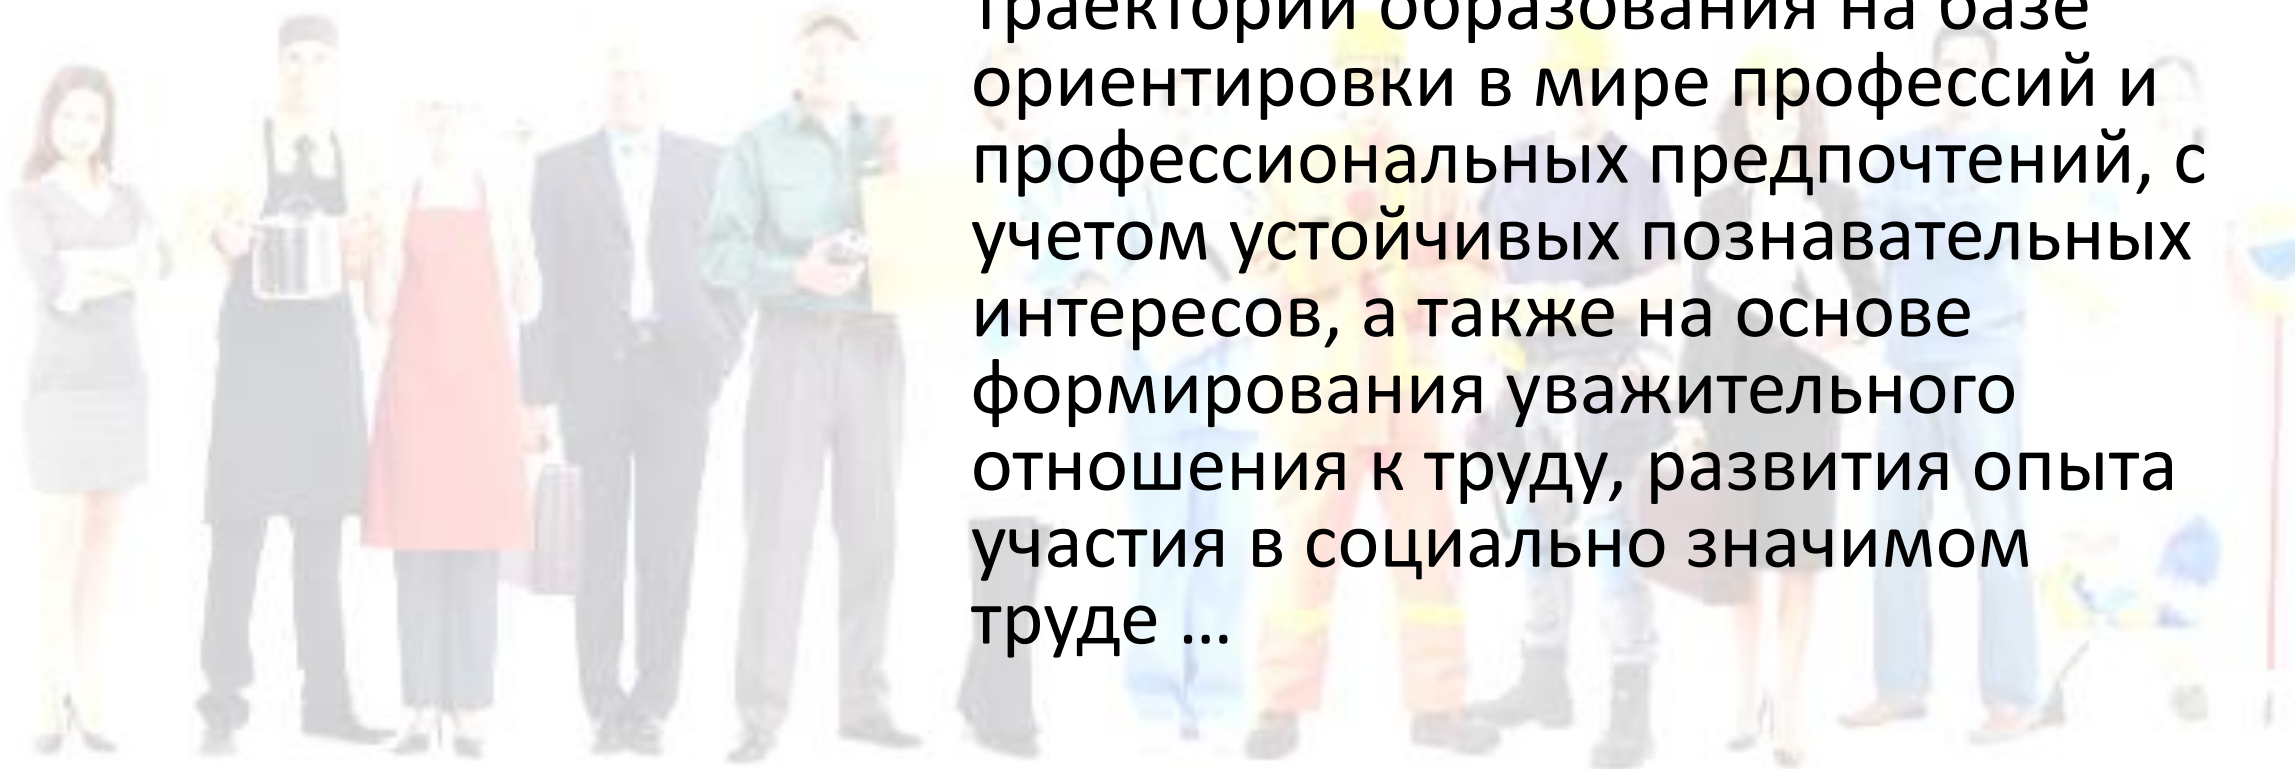 траектории образования на базе
ориентировки в мире профессий и
профессиональных предпочтений, с
учетом устойчивых познавательных
интересов, а также на основе
формирования уважительного
отношения к труду, развития опыта
участия в социально значимом
труде ...